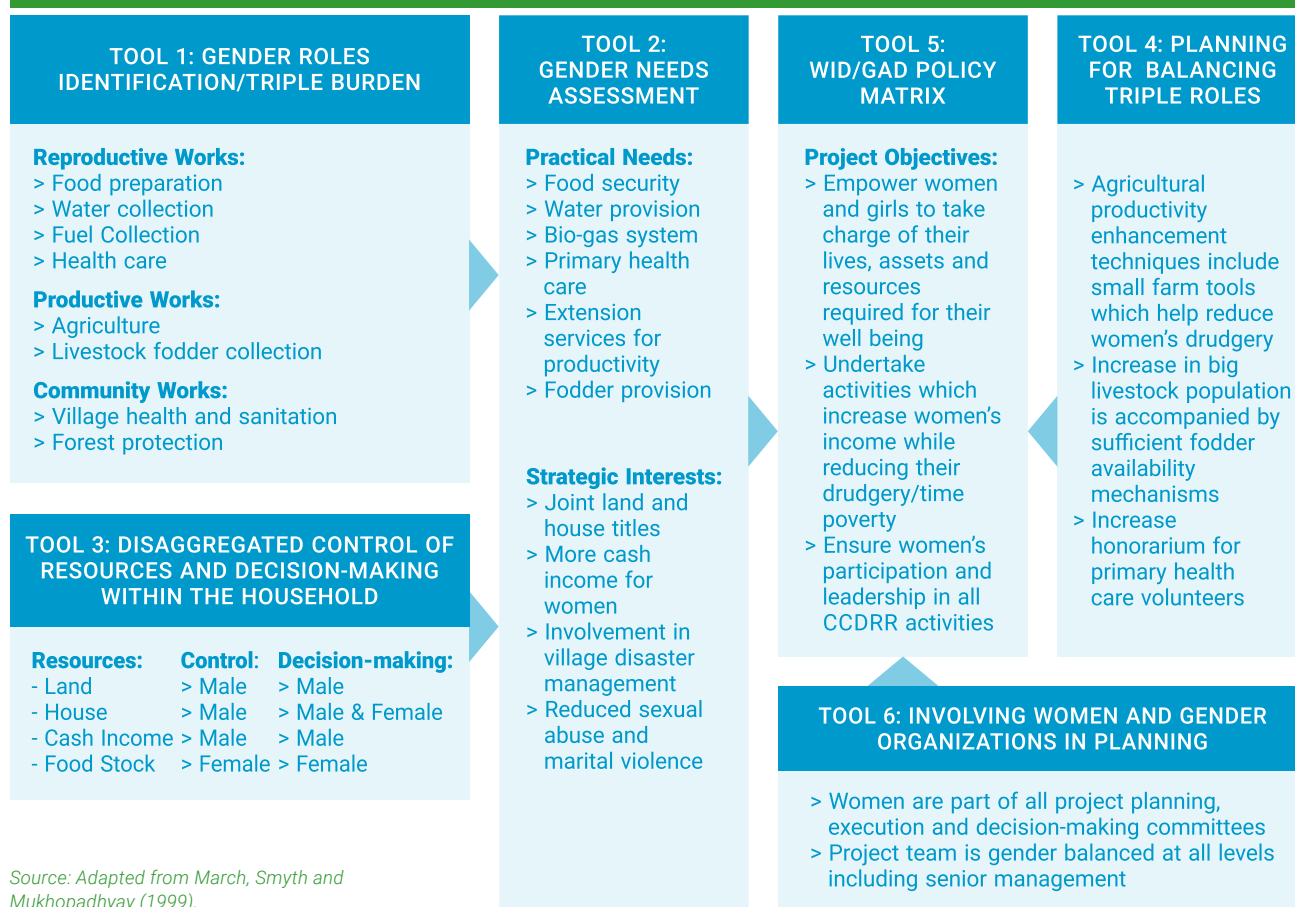 TOOL 1: GENDER ROLES
IDENTIFICATION/TRIPLE BURDEN
Reproductive Works:
> Food preparation
> Water collection
> Fuel Collection
> Health care
Productive Works:
> Agriculture
> Livestock fodder collection
Community Works:
> Village health and sanitation
> Forest protection
TOOL 3: DISAGGREGATED CONTROL OF
RESOURCES AND DECISION-MAKING
WITHIN THE HOUSEHOLD
Resources: Control: Decision-making:
- Land > Male > Male
- House > Male > Male & Female
- Cash Income > Male > Male
- Food Stock > Female > Female
TOOL 2:
GENDER NEEDS
ASSESSMENT
Practical Needs:
> Food security
> Water provision
> Bio-gas system
> Primary health
care
> Extension
services for
productivity
> Fodder provision
Strategic Interests:
> Joint land and
house titles
> More cash
income for
women
> Involvement in
village disaster
management
> Reduced sexual
abuse and
marital violence
TOOL 5:
WID/GAD POLICY
MATRIX
Project Objectives:
> Empower women
and girls to take
charge of their
lives, assets and
resources
required for their
well being
> Undertake
activities which
increase women's
income while
reducing their
drudgery/time
poverty
> Ensure women's
participation and
leadership in all
CCDRR activities
TOOL 4: PLANNING
FOR BALANCING
TRIPLE ROLES
> Agricultural
productivity
enhancement
techniques include
small farm tools
which help reduce
women's drudgery
> Increase in big
livestock population
is accompanied by
sufficient fodder
availability
mechanisms
> Increase
honorarium for
primary health
care volunteers
TOOL 6: INVOLVING WOMEN AND GENDER
ORGANIZATIONS IN PLANNING
> Women are part of all project planning,
execution and decision-making committees
> Project team is gender balanced at all levels
including senior management
Source: Adapted from March, Smyth and
Mukhopadhyay (1999).